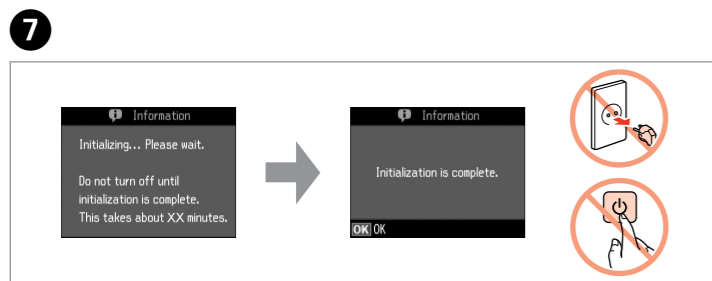 7
Information
Initializing... Please wait.
Do not turn off until
initialization is complete.
This takes about XX minutes.
Information
Initialization is complete.
OK OK